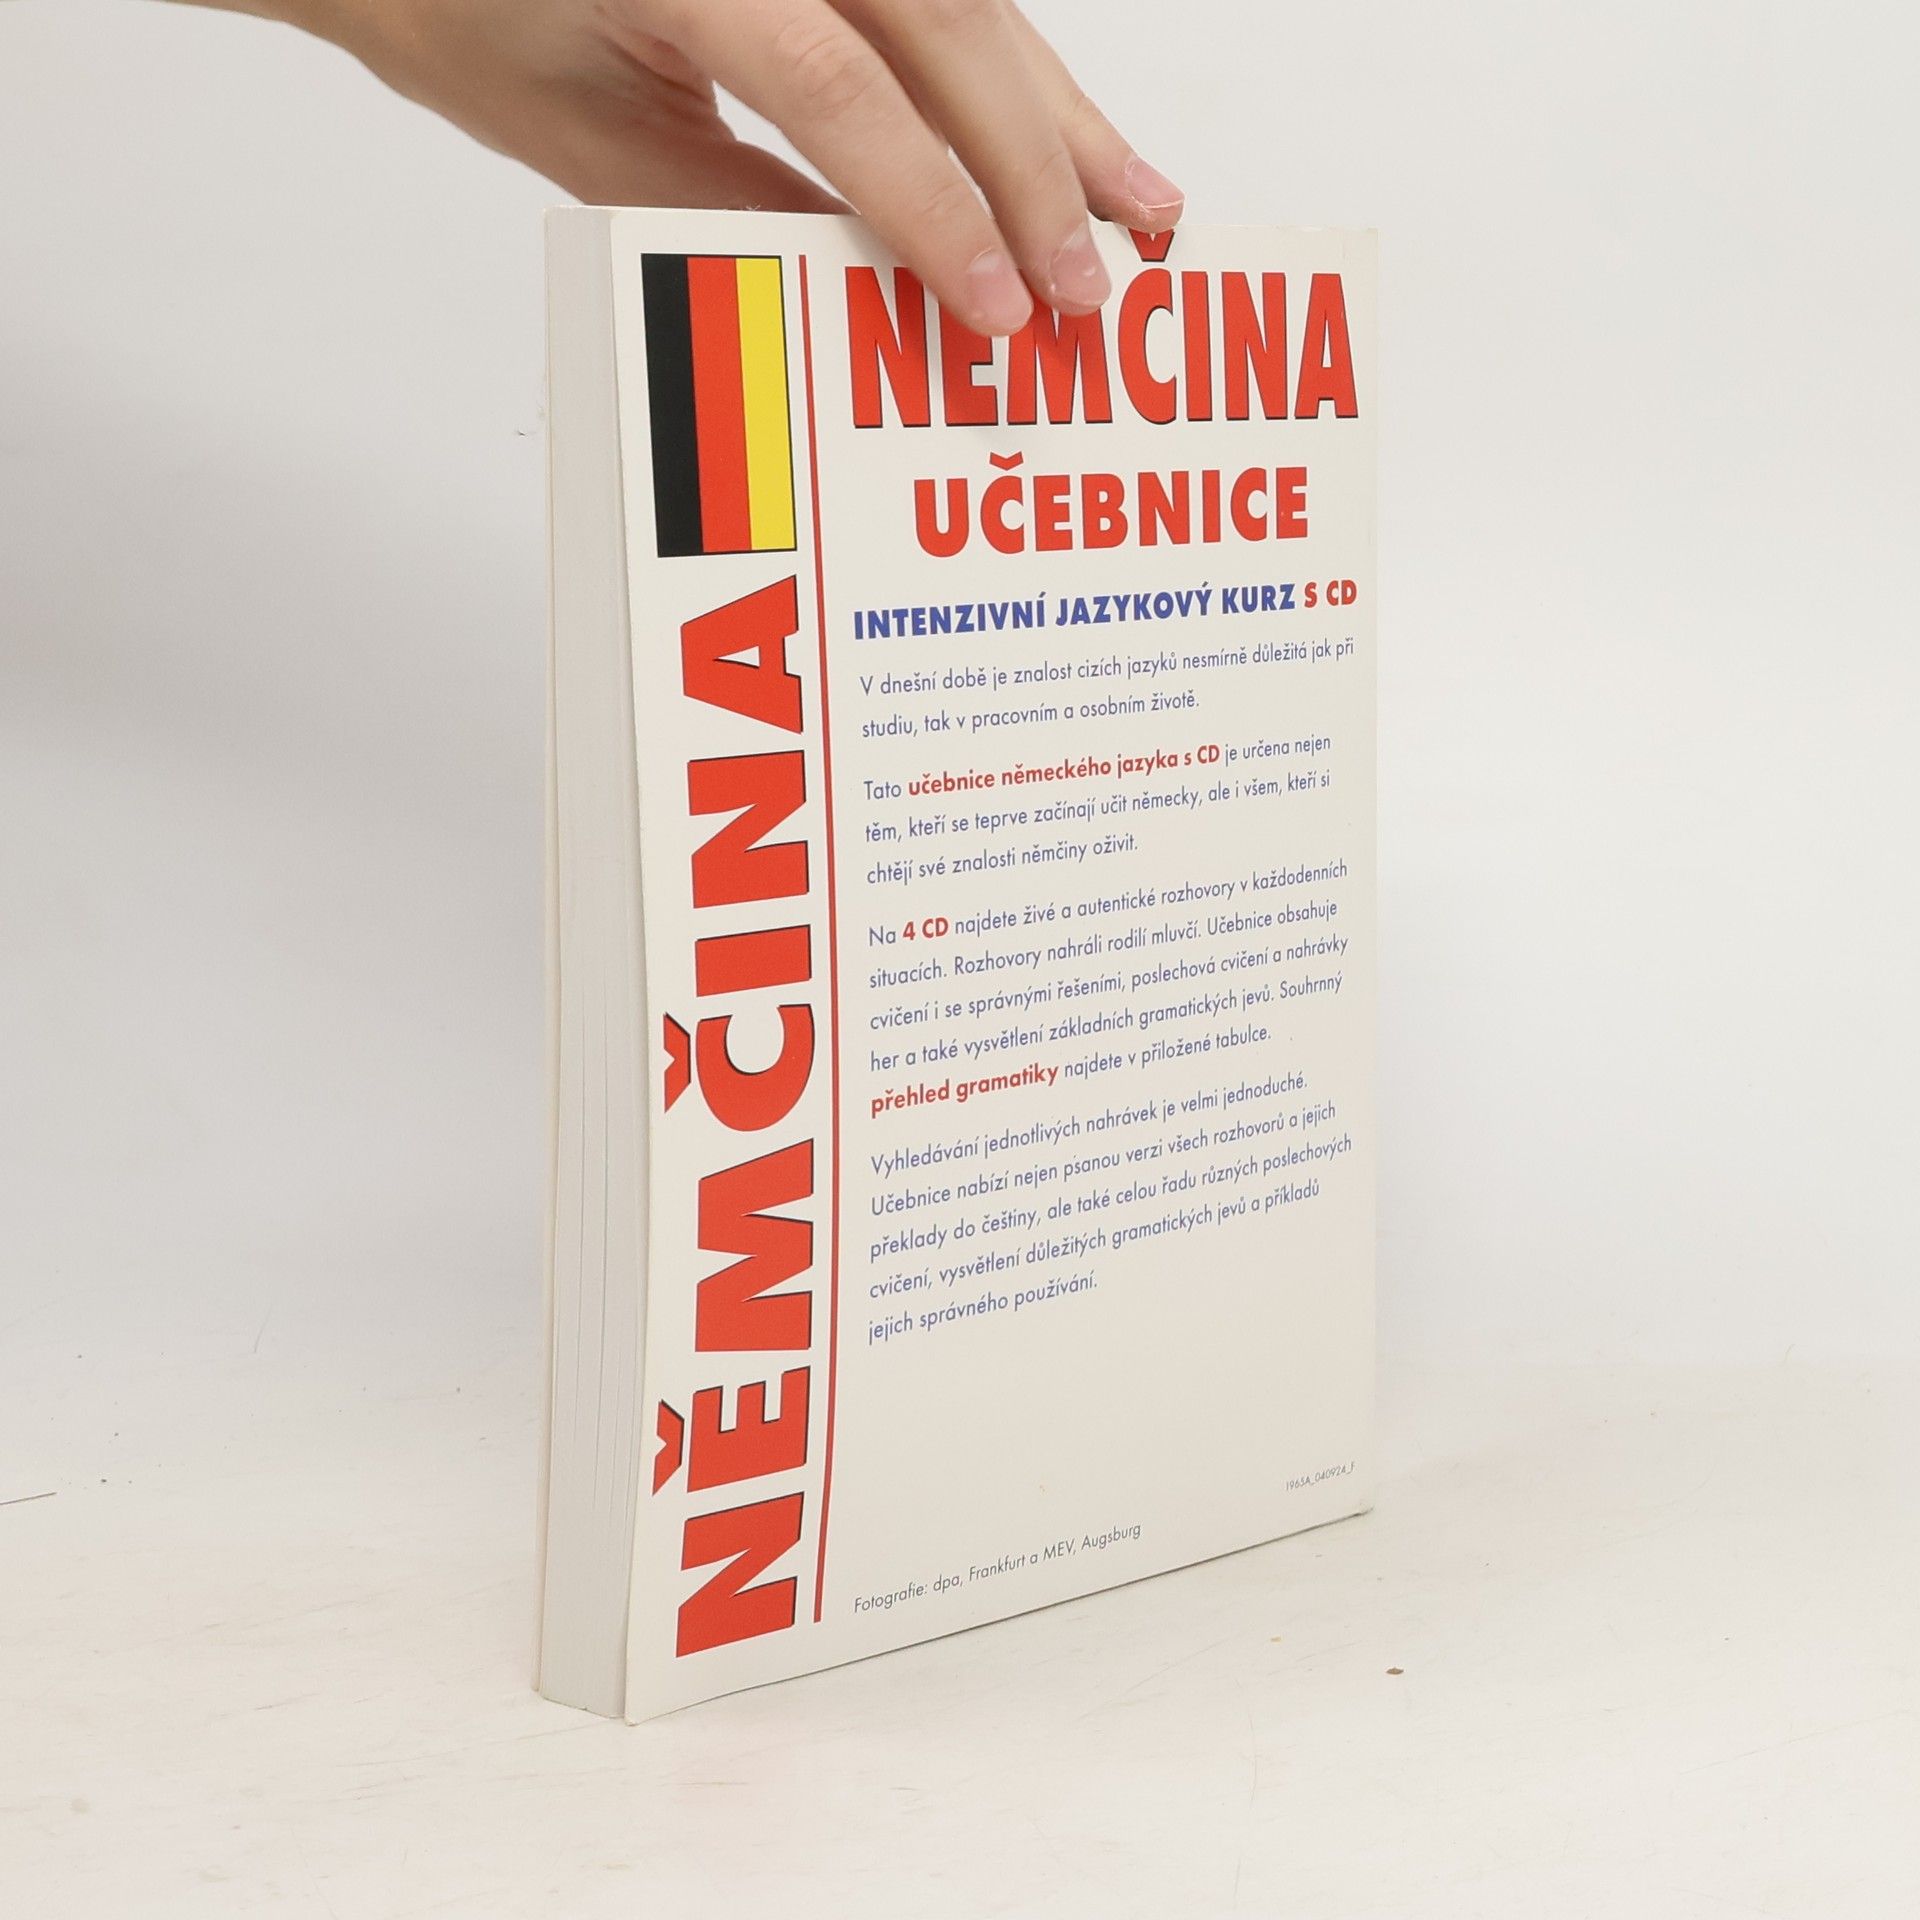 NĚMČINA
NĚMČINA
UČEBNICE
INTENZIVNÍ JAZYKOVÝ KURZ S CD
V dnešní době je znalost cizích jazyků nesmírně důležitá jak při
studiu, tak v pracovním a osobním životě.
Tato učebnice německého jazyka s CD je určena nejen
těm, kteří se teprve začínají učit německy, ale i všem, kteří si
chtějí své znalosti němčiny oživit.
Na 4 CD najdete živé a autentické rozhovory v každodenních
situacích. Rozhovory nahráli rodilí mluvčí. Učebnice obsahuje
cvičení i se správnými řešeními, poslechová cvičení a nahrávky
her a také vysvětlení základních gramatických jevů. Souhrnný
přehled gramatiky najdete v přiložené tabulce.
Vyhledávání jednotlivých nahrávek je velmi jednoduché.
Učebnice nabízí nejen psanou verzi všech rozhovorů a jejich
překlady do češtiny, ale také celou řadu různých poslechových
cvičení, vysvětlení důležitých gramatických jevů a příkladů
jejich správného používání.
1965A_040924_F
Fotografie: dpa, Frankfurt a MEV, Augsburg